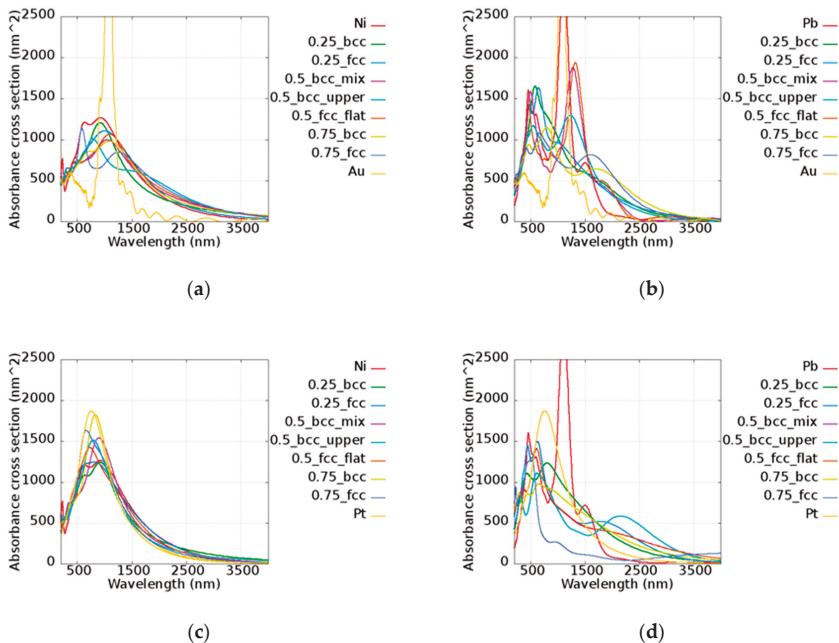 2500
2000
1500
1000
500
0
Absorbance cross section (nm^2)
500 1500 2500 3500
Wavelength (nm)
Ni
0.25_bcc
0.25_fcc
0.5_bcc_mix
0.5_bcc_upper
0.5_fcc_flat
0.75_bcc
0.75_fcc
Au
(a)
2500
2000
1500
1000
500
0
Absorbance cross section (nm^2)
500 1500 2500 3500
Wavelength (nm)
Pb
0.25_bcc
0.25_fcc
0.5_bcc_mix
0.5_bcc_upper
0.5_fcc_flat
0.75_bcc
0.75_fcc
Au
(b)
2500
2000
1500
1000
500
0
Absorbance cross section (nm^2)
500 1500 2500 3500
Wavelength (nm)
Ni
0.25_bcc
0.25_fcc
0.5_bcc_mix
0.5_bcc_upper
0.5_fcc_flat
0.75_bcc
0.75_fcc
Pt
(c)
2500
2000
1500
1000
500
0
Absorbance cross section (nm^2)
500 1500 2500 3500
Wavelength (nm)
Pb
0.25_bcc
0.25_fcc
0.5_bcc_mix
0.5_bcc_upper
0.5_fcc_flat
0.75_bcc
0.75_fcc
Pt
(d)